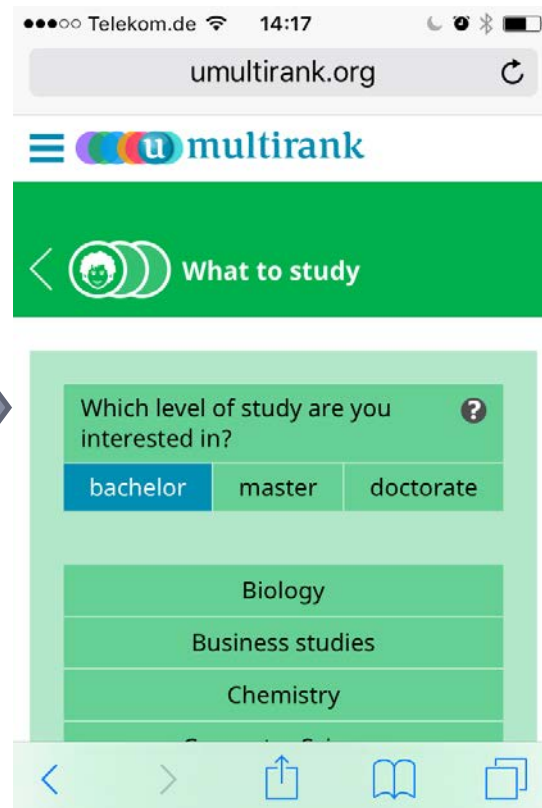 Telekom.de 14:17
umultirank.org
u multirank
What to study
Which level of study are you
interested in?
bachelor master doctorate
Biology
Business studies
Chemistry